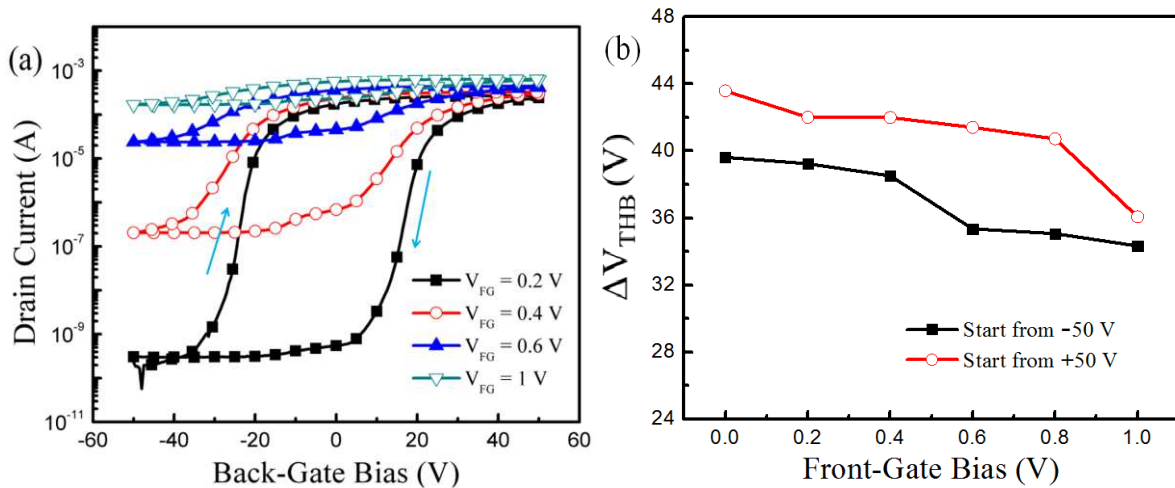 (a)
Drain Current (A)
10⁻³
10⁻⁵
10⁻⁷
10⁻⁹
10⁻¹¹
-60 -40 -20 0 20 40 60
Back-Gate Bias (V)
V_FG = 0.2 V
V_FG = 0.4 V
V_FG = 0.6 V
V_FG = 1 V
(b)
ΔV_THB (V)
48
44
40
36
32
28
24
0.0 0.2 0.4 0.6 0.8 1.0
Front-Gate Bias (V)
Start from −50 V
Start from +50 V